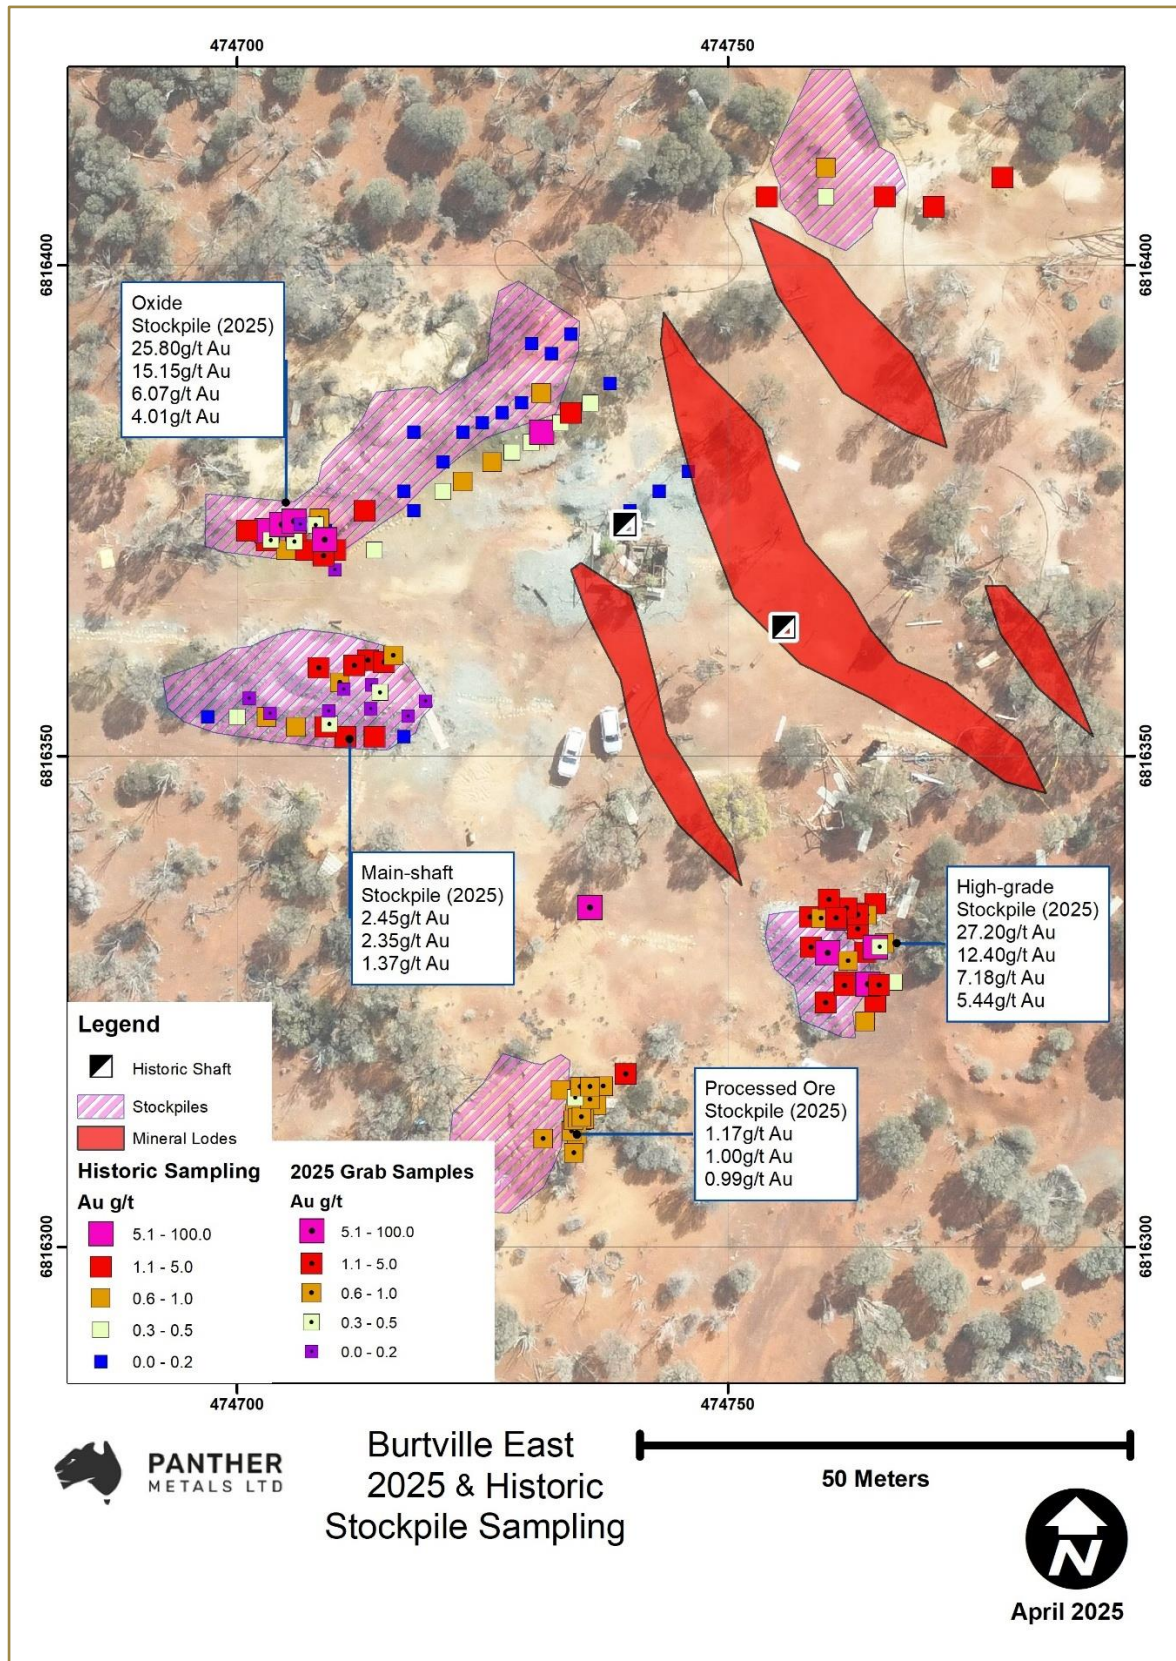 474700
474750
6816400
6816400
Oxide
Stockpile (2025)
25.80g/t Au
15.15g/t Au
6.07g/t Au
4.01g/t Au
6816350
6816350
Main-shaft
Stockpile (2025)
2.45g/t Au
2.35g/t Au
1.37g/t Au
High-grade
Stockpile (2025)
27.20g/t Au
12.40g/t Au
7.18g/t Au
5.44g/t Au
Processed Ore
Stockpile (2025)
1.17g/t Au
1.00g/t Au
0.99g/t Au
Legend
Historic Shaft
Stockpiles
Mineral Lodes
Historic Sampling
Au g/t
5.1 - 100.0
1.1 - 5.0
0.6 - 1.0
0.3 - 0.5
0.0 - 0.2
2025 Grab Samples
Au g/t
5.1 - 100.0
1.1 - 5.0
0.6 - 1.0
0.3 - 0.5
0.0 - 0.2
6816300
6816300
474700
474750
PANTHER
METALS LTD
Burtville East
2025 & Historic
Stockpile Sampling
50 Meters
N
April 2025